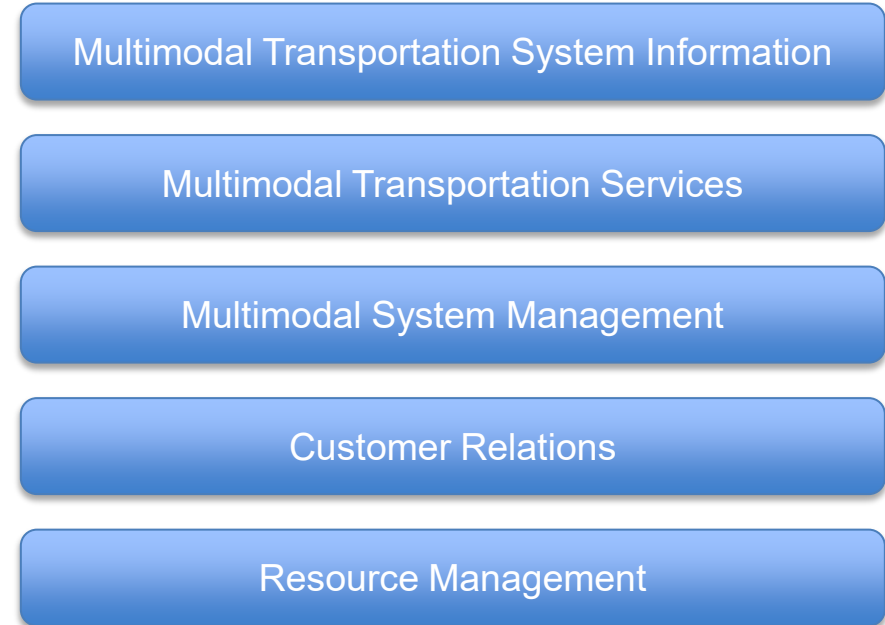 Multimodal Transportation System Information
Multimodal Transportation Services
Multimodal System Management
Customer Relations
Resource Management